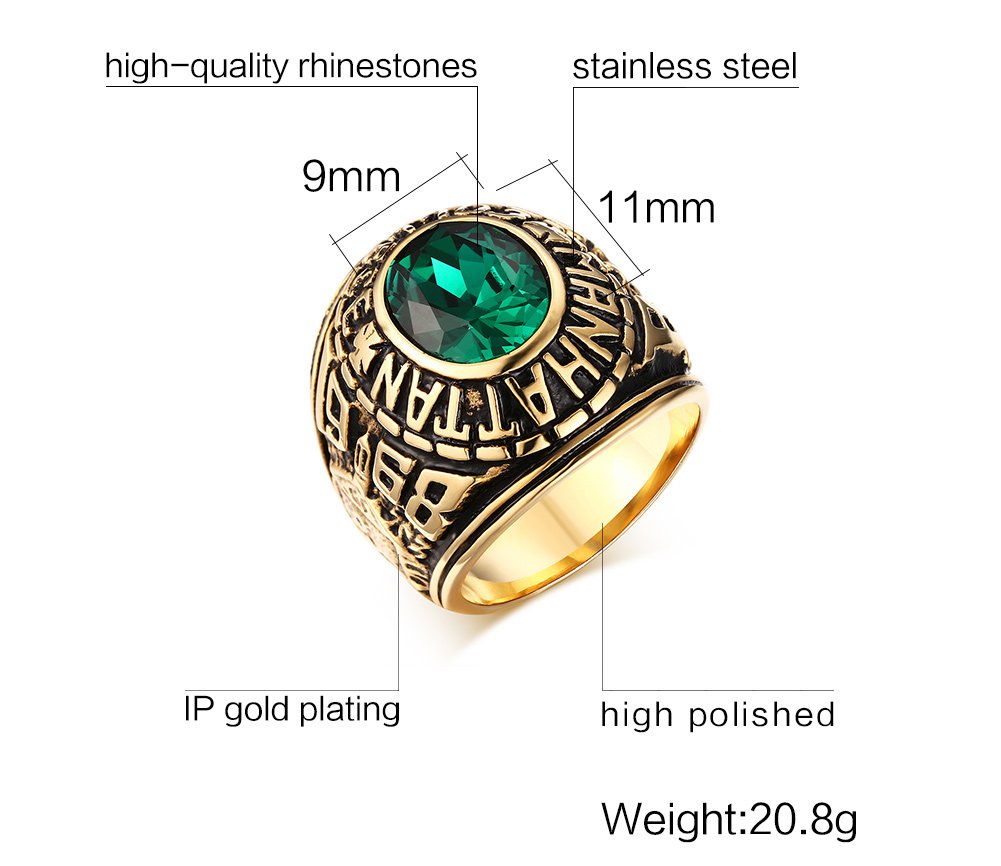 high-quality rhinestones
stainless steel
9mm
11mm
MANHATTAN
IP gold plating
high polished
Weight:20.8g